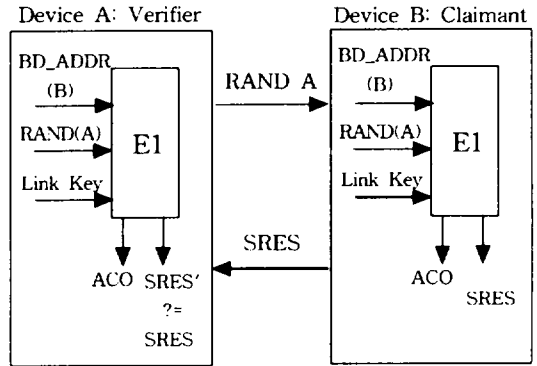 Device A: Verifier
BD_ADDR
(B)
RAND(A)
Link Key
E1
ACO
SRES'
?=
SRES
RAND A
SRES
Device B: Claimant
BD_ADDR
(B)
RAND(A)
Link Key
E1
ACO
SRES